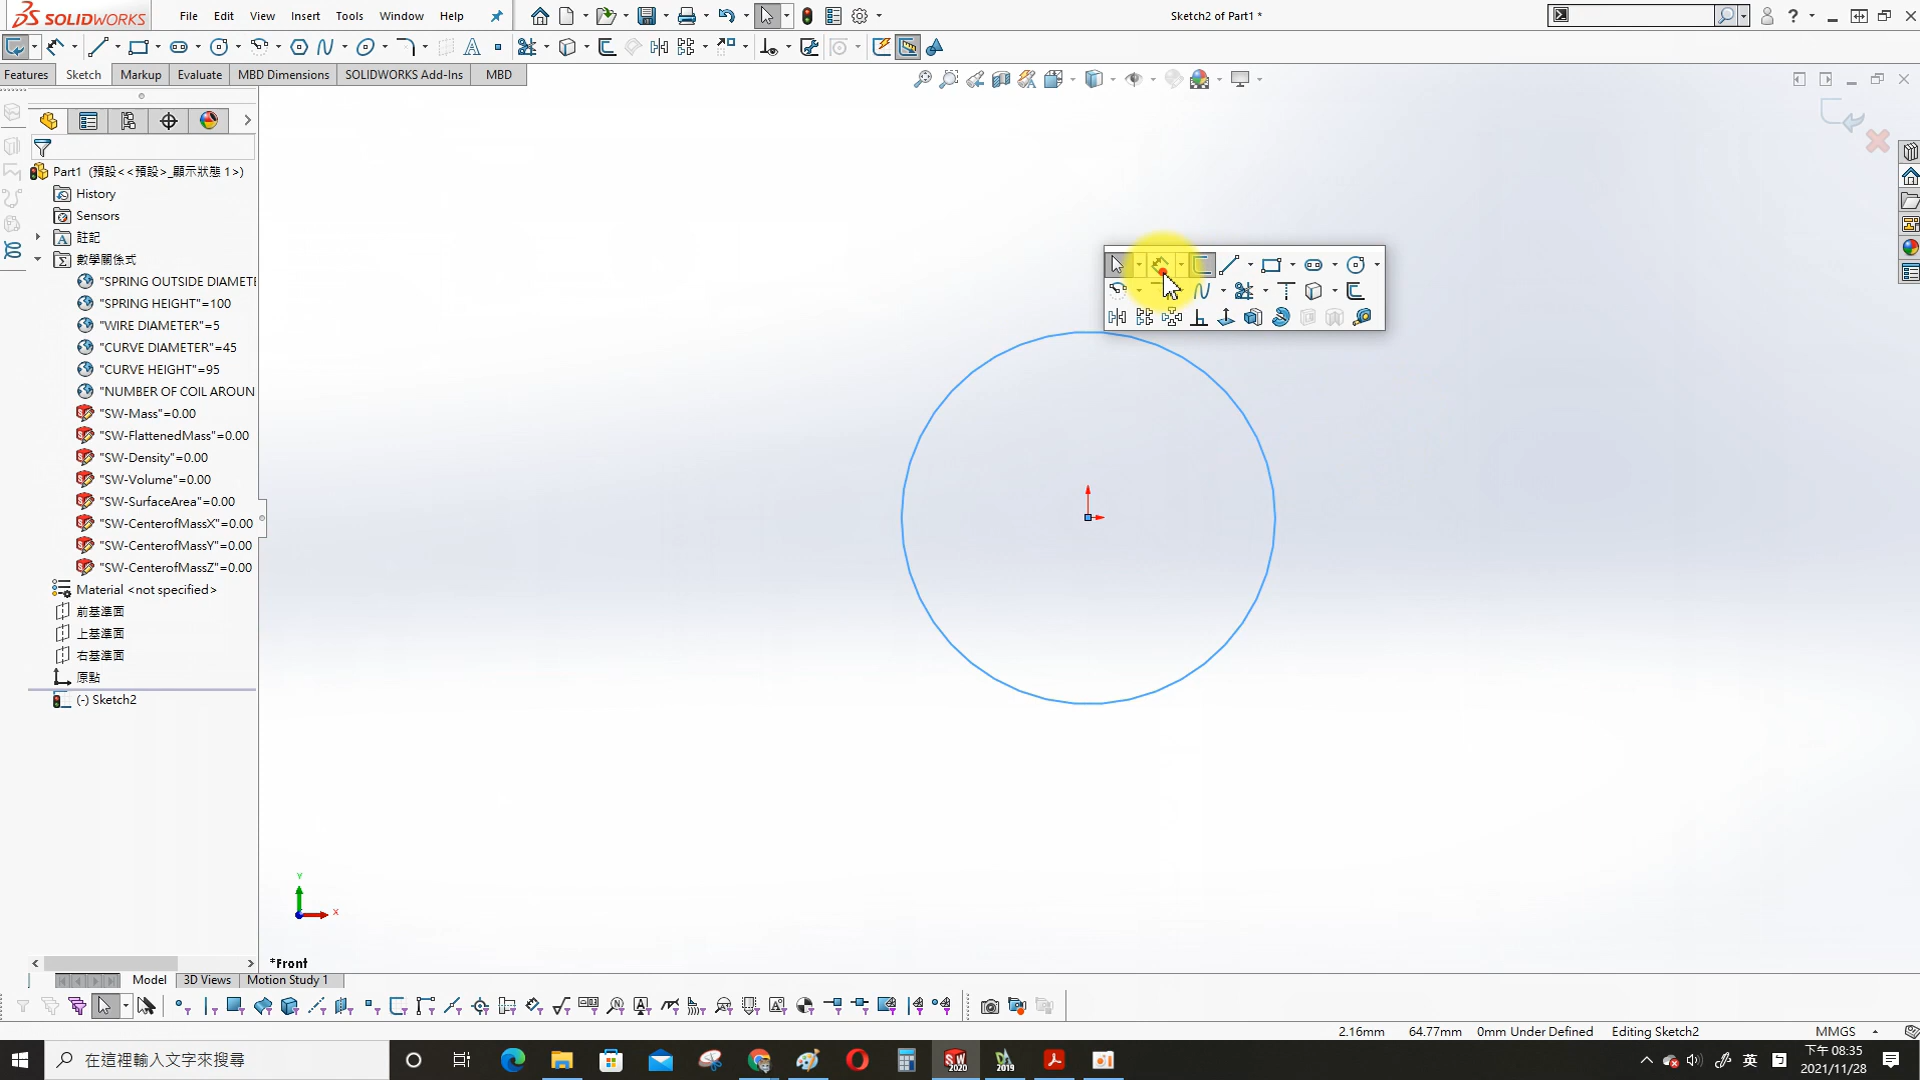 SOLIDWORKS
File Edit View Insert Tools Window Help
Sketch2 of Part1 *
Features Sketch Markup Evaluate MBD Dimensions SOLIDWORKS Add-Ins MBD
Part1 (預設<<預設>_顯示狀態 1>)
History
Sensors
註記
數學關係式
"SPRING OUTSIDE DIAMETE
"SPRING HEIGHT"=100
"WIRE DIAMETER"=5
"CURVE DIAMETER"=45
"CURVE HEIGHT"=95
"NUMBER OF COIL AROUN
"SW-Mass"=0.00
"SW-FlattenedMass"=0.00
"SW-Density"=0.00
"SW-Volume"=0.00
"SW-SurfaceArea"=0.00
"SW-CenterofMassX"=0.00
"SW-CenterofMassY"=0.00
"SW-CenterofMassZ"=0.00
Material <not specified>
前基準面
上基準面
右基準面
原點
(-) Sketch2
Y
X
*Front
Model 3D Views Motion Study 1
2.16mm 64.77mm 0mm Under Defined Editing Sketch2 MMGS
在這裡輸入文字來搜尋
SW 2020
2019
英
下午 08:35
2021/11/28